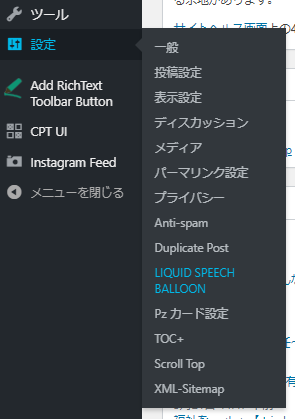 ツール
設定
Add RichText
Toolbar Button
CPT UI
Instagram Feed
メニューを閉じる
一般
投稿設定
表示設定
ディスカッション
メディア
パーマリンク設定
プライバシー
Anti-spam
Duplicate Post
LIQUID SPEECH
BALLOON
Pz カード設定
TOC+
Scroll Top
XML-Sitemap